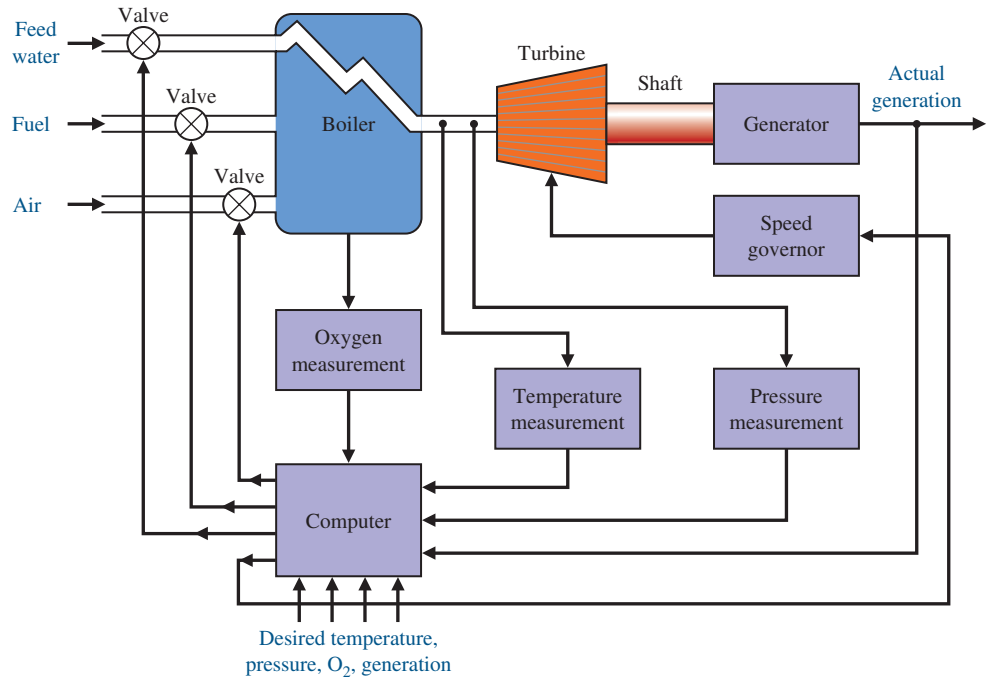 Valve
Feed
water
Valve
Fuel
Valve
Air
Boiler
Turbine
Shaft
Generator
Actual
generation
Speed
governor
Oxygen
measurement
Temperature
measurement
Pressure
measurement
Computer
Desired temperature,
pressure, O₂, generation